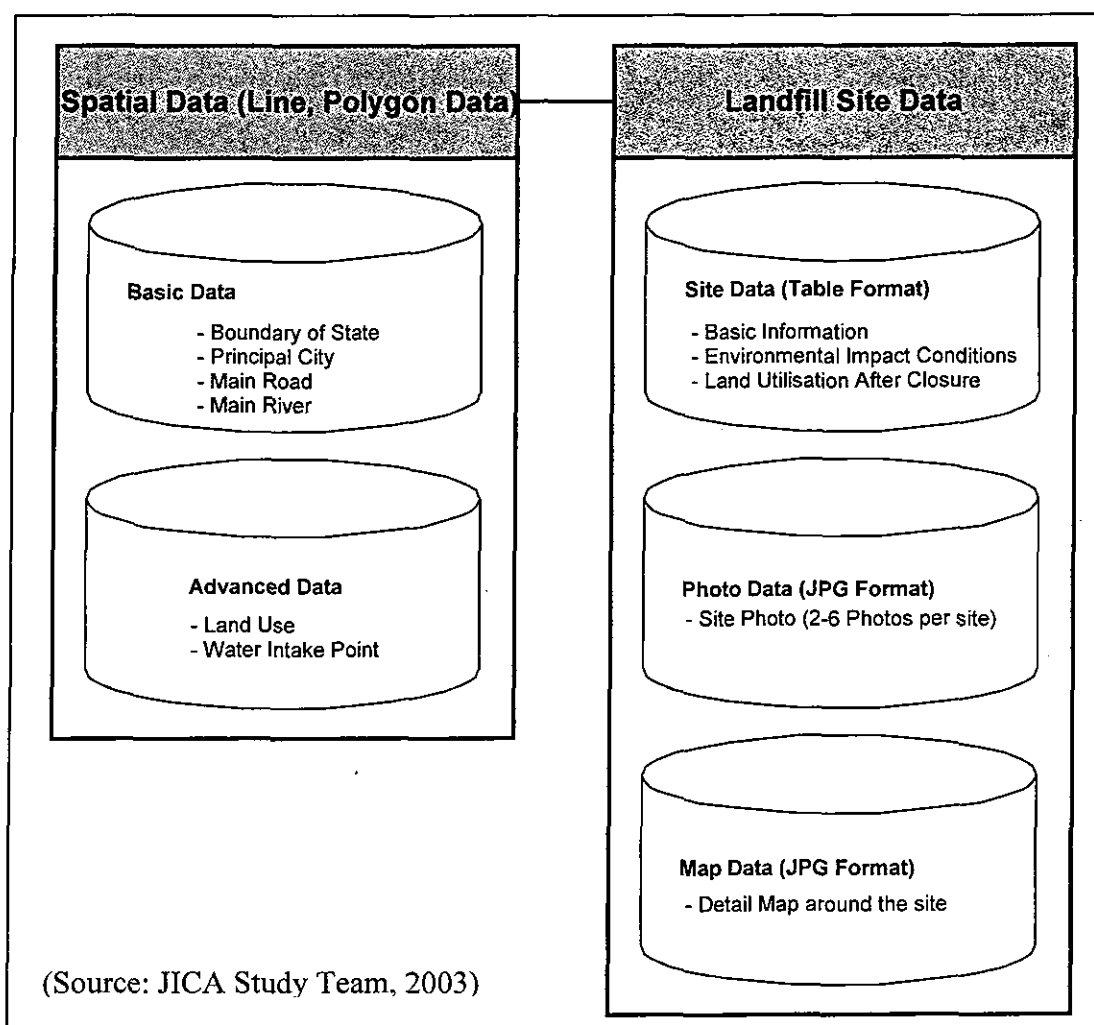 Spatial Data (Line, Polygon Data)
Basic Data
- Boundary of State
- Principal City
- Main Road
- Main River
Advanced Data
- Land Use
- Water Intake Point
Landfill Site Data
Site Data (Table Format)
- Basic Information
- Environmental Impact Conditions
- Land Utilisation After Closure
Photo Data (JPG Format)
- Site Photo (2-6 Photos per site)
Map Data (JPG Format)
- Detail Map around the site
(Source: JICA Study Team, 2003)